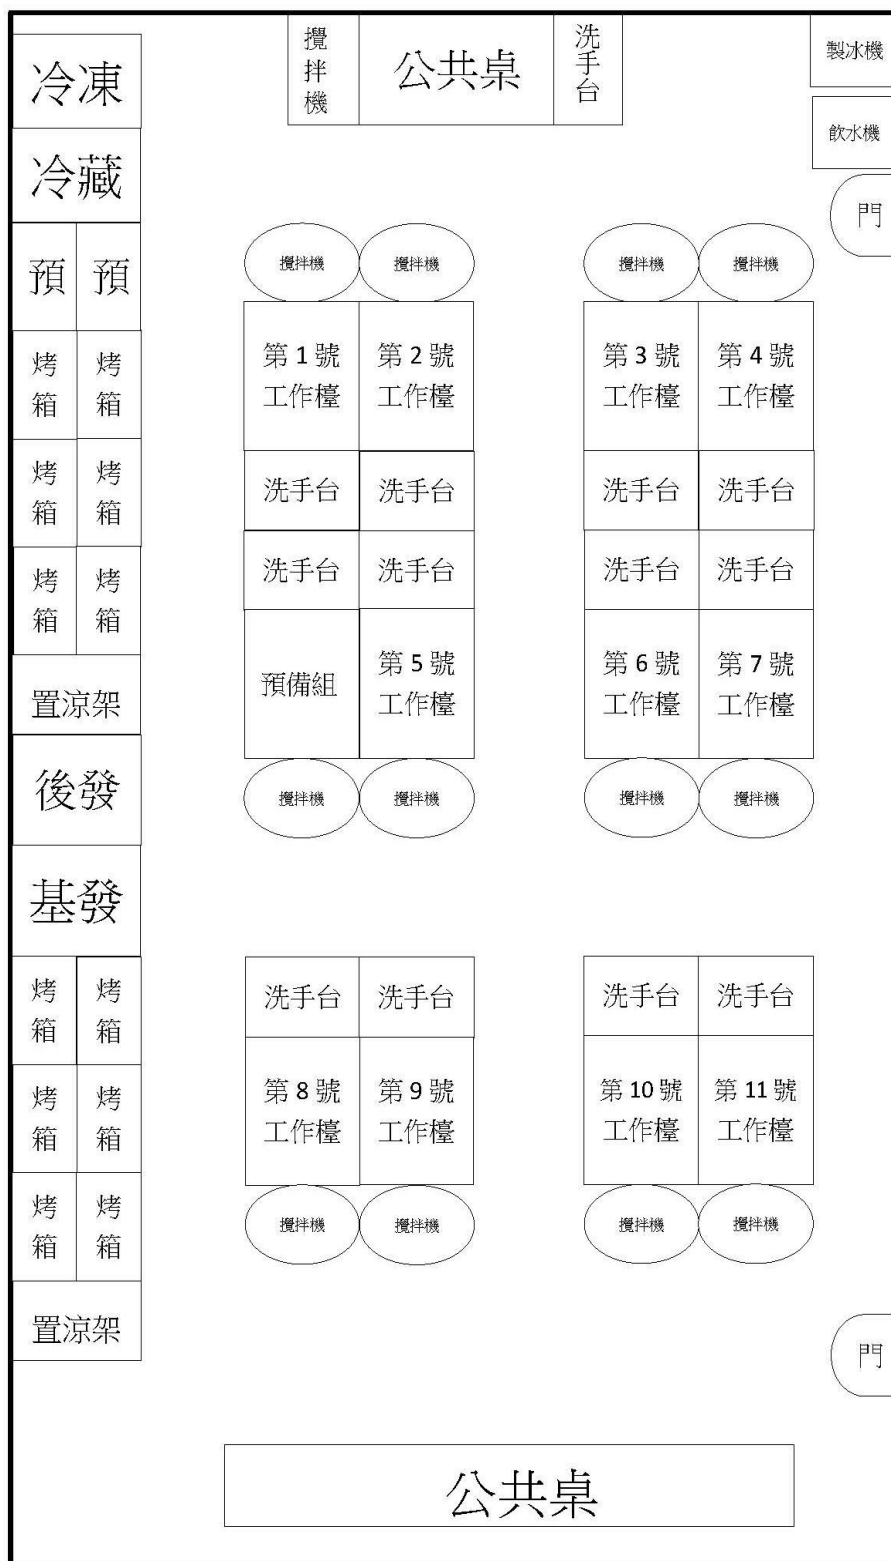 攪拌機
公共桌
洗手台
製冰機
飲水機
門
冷凍
冷藏
預 預
烤箱 烤箱
烤箱 烤箱
烤箱 烤箱
置涼架
後發
基發
烤箱 烤箱
烤箱 烤箱
烤箱 烤箱
置涼架
攪拌機 攪拌機
第 1 號 第 2 號
工作檯 工作檯
洗手台 洗手台
洗手台 洗手台
預備組
第 5 號
工作檯
攪拌機 攪拌機
攪拌機 攪拌機
第 3 號 第 4 號
工作檯 工作檯
洗手台 洗手台
洗手台 洗手台
第 6 號 第 7 號
工作檯 工作檯
攪拌機 攪拌機
洗手台 洗手台
第 8 號 第 9 號
工作檯 工作檯
攪拌機 攪拌機
洗手台 洗手台
第 10 號 第 11 號
工作檯 工作檯
攪拌機 攪拌機
門
公共桌